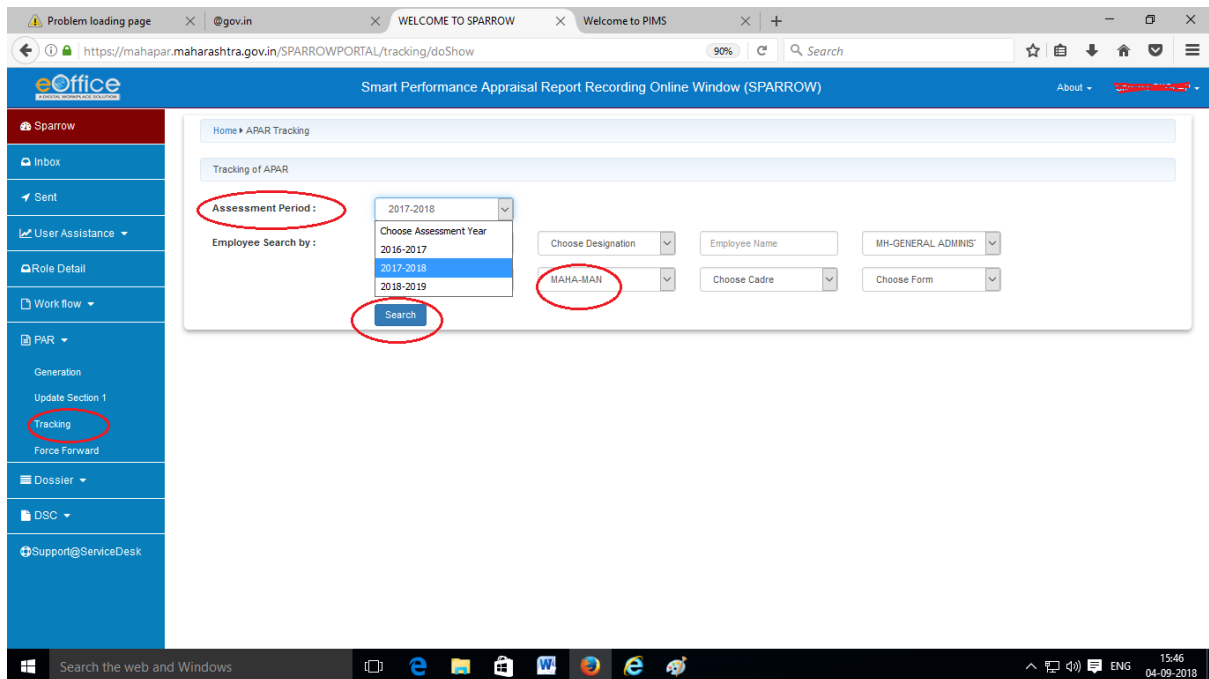 Problem loading page
@gov.in
WELCOME TO SPARROW
Welcome to PIMS
https://mahapar.maharashtra.gov.in/SPARROWPORTAL/tracking/doShow
90%
Search
eOffice
A DIGITAL WORKPLACE SOLUTION
Smart Performance Appraisal Report Recording Online Window (SPARROW)
About
Sparrow
Inbox
Sent
User Assistance
Role Detail
Work flow
PAR
Generation
Update Section 1
Tracking
Force Forward
Dossier
DSC
Support@ServiceDesk
Home APAR Tracking
Tracking of APAR
Assessment Period :
2017-2018
Choose Assessment Year
2016-2017
2017-2018
2018-2019
Employee Search by :
Choose Designation
Employee Name
MH-GENERAL ADMINIS
MAHA-MAN
Choose Cadre
Choose Form
Search
Search the web and Windows
ENG
15:46
04-09-2018